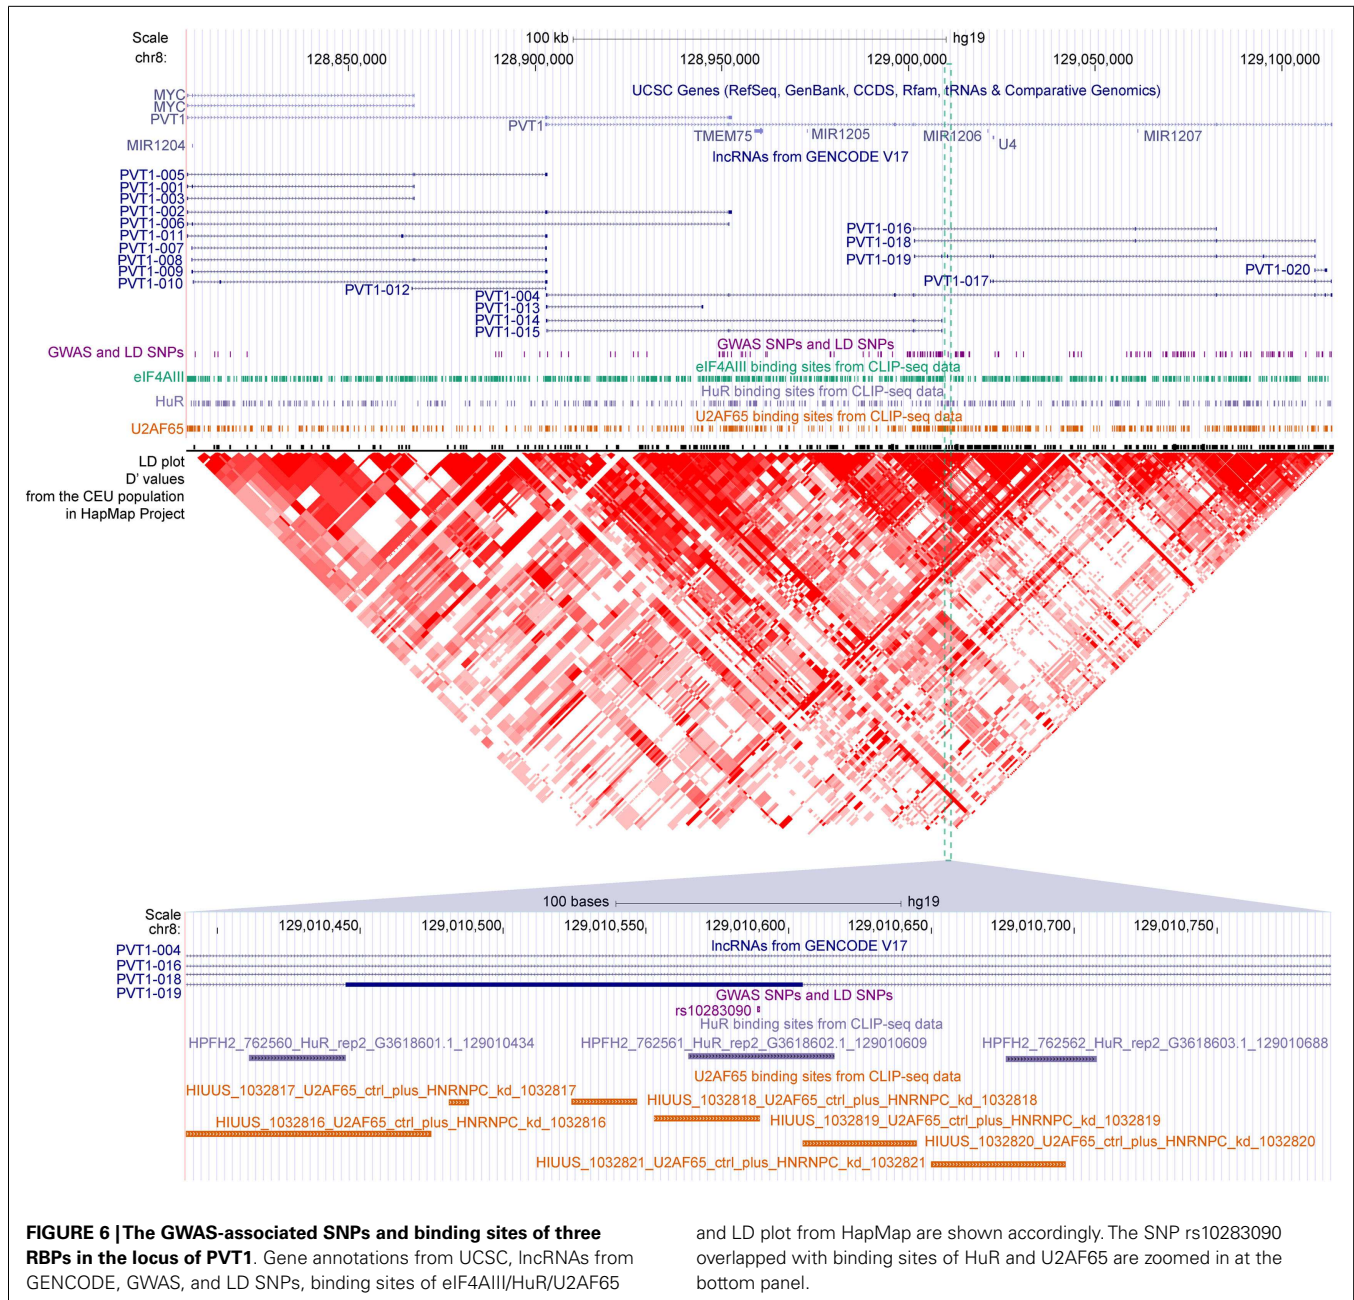 Scale 100 kb hg19
chr8: 128,850,000 128,900,000 128,950,000 129,000,000 129,050,000 129,100,000
UCSC Genes (RefSeq, GenBank, CCDS, Rfam, tRNAs & Comparative Genomics)
MYC
MYC
PVT1
PVT1
TMEM75 MIR1205 MIR1206 U4 MIR1207
MIR1204
lncRNAs from GENCODE V17
PVT1-005
PVT1-001
PVT1-003
PVT1-002
PVT1-006
PVT1-016
PVT1-011
PVT1-018
PVT1-007
PVT1-008
PVT1-019
PVT1-009
PVT1-020
PVT1-010
PVT1-017
PVT1-012
PVT1-004
PVT1-013
PVT1-014
PVT1-015
GWAS SNPs and LD SNPs
GWAS and LD SNPs
eIF4AIII binding sites from CLIP-seq data
eIF4AIII
HuR binding sites from CLIP-seq data
HuR
U2AF65 binding sites from CLIP-seq data
U2AF65
LD plot
D' values
from the CEU population
in HapMap Project
Scale 100 bases hg19
chr8: 129,010,450 129,010,500 129,010,550 129,010,600 129,010,650 129,010,700 129,010,750
lncRNAs from GENCODE V17
PVT1-004
PVT1-016
PVT1-018
PVT1-019
GWAS SNPs and LD SNPs
rs10283090
HuR binding sites from CLIP-seq data
HPFH2_762560_HuR_rep2_G3618601.1_129010434 HPFH2_762561_HuR_rep2_G3618602.1_129010609 HPFH2_762562_HuR_rep2_G3618603.1_129010688
U2AF65 binding sites from CLIP-seq data
HIUUS_1032817_U2AF65_ctrl_plus_HNRNPC_kd_1032817
HIUUS_1032818_U2AF65_ctrl_plus_HNRNPC_kd_1032818
HIUUS_1032816_U2AF65_ctrl_plus_HNRNPC_kd_1032816 HIUUS_1032819_U2AF65_ctrl_plus_HNRNPC_kd_1032819
HIUUS_1032820_U2AF65_ctrl_plus_HNRNPC_kd_1032820
HIUUS_1032821_U2AF65_ctrl_plus_HNRNPC_kd_1032821
FIGURE 6 | The GWAS-associated SNPs and binding sites of three
RBPs in the locus of PVT1. Gene annotations from UCSC, lncRNAs from
GENCODE, GWAS, and LD SNPs, binding sites of eIF4AIII/HuR/U2AF65
and LD plot from HapMap are shown accordingly. The SNP rs10283090
overlapped with binding sites of HuR and U2AF65 are zoomed in at the
bottom panel.